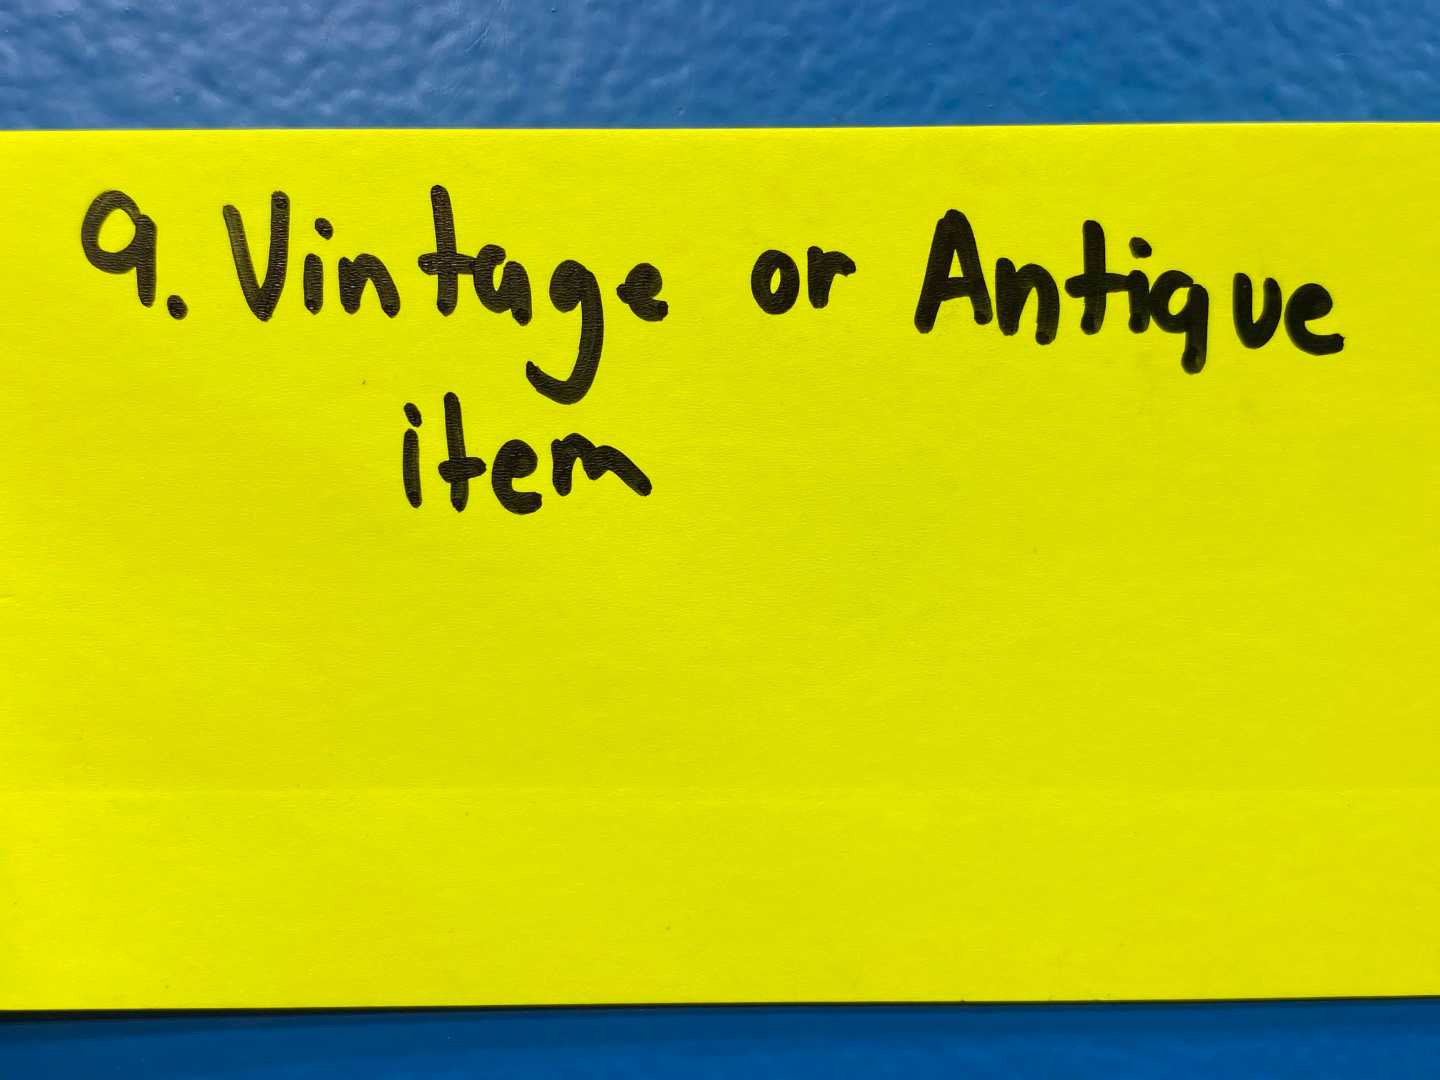 9. Vintage or Antique
item